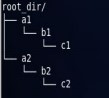 root_dir/
├── a1
│   └── b1
│       └── c1
└── a2
    └── b2
        └── c2